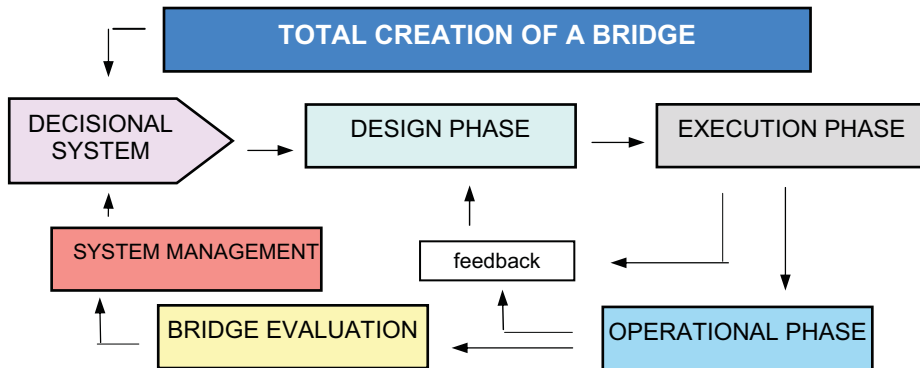 TOTAL CREATION OF A BRIDGE
DECISIONAL
SYSTEM
DESIGN PHASE
EXECUTION PHASE
SYSTEM MANAGEMENT
feedback
BRIDGE EVALUATION
OPERATIONAL PHASE